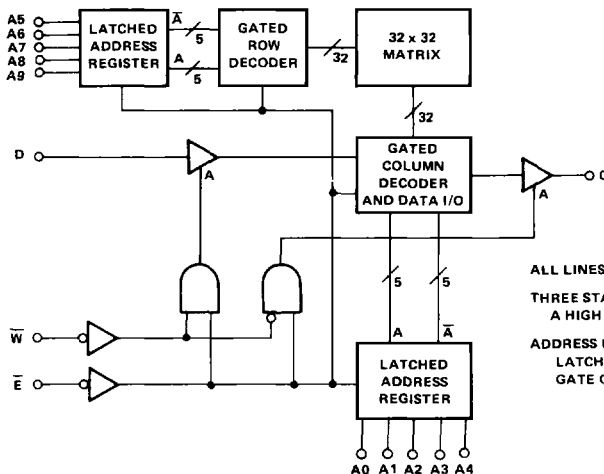 A5
A6
A7
A8
A9
LATCHED
ADDRESS
REGISTER
A̅
5
A
5
GATED
ROW
DECODER
32
32 x 32
MATRIX
32
D
A
GATED
COLUMN
DECODER
AND DATA I/O
A
5
5
A
A̅
W̅
E̅
LATCHED
ADDRESS
REGISTER
A0 A1 A2 A3 A4
ALL LINES
THREE STA
A HIGH
ADDRESS
LATCH
GATE